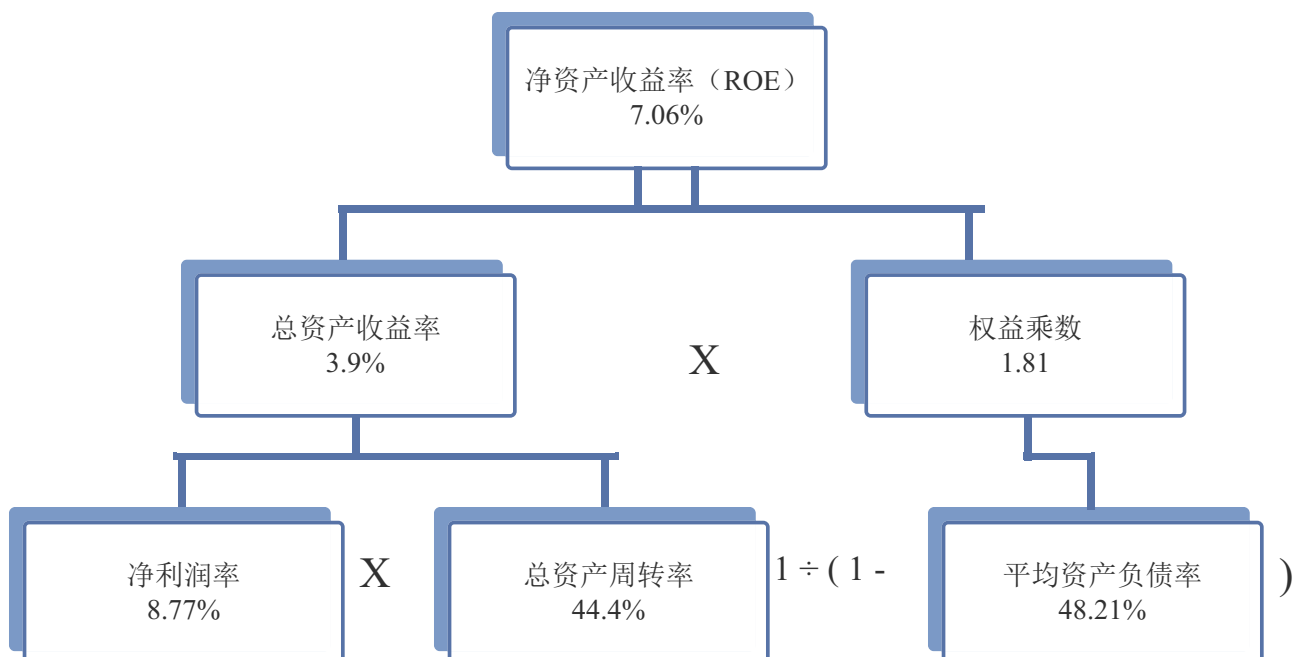 净资产收益率（ROE）
7.06%
总资产收益率
3.9%
X
权益乘数
1.81
净利润率
8.77%
X
总资产周转率
44.4%
1 ÷ ( 1 -
平均资产负债率
48.21%
)